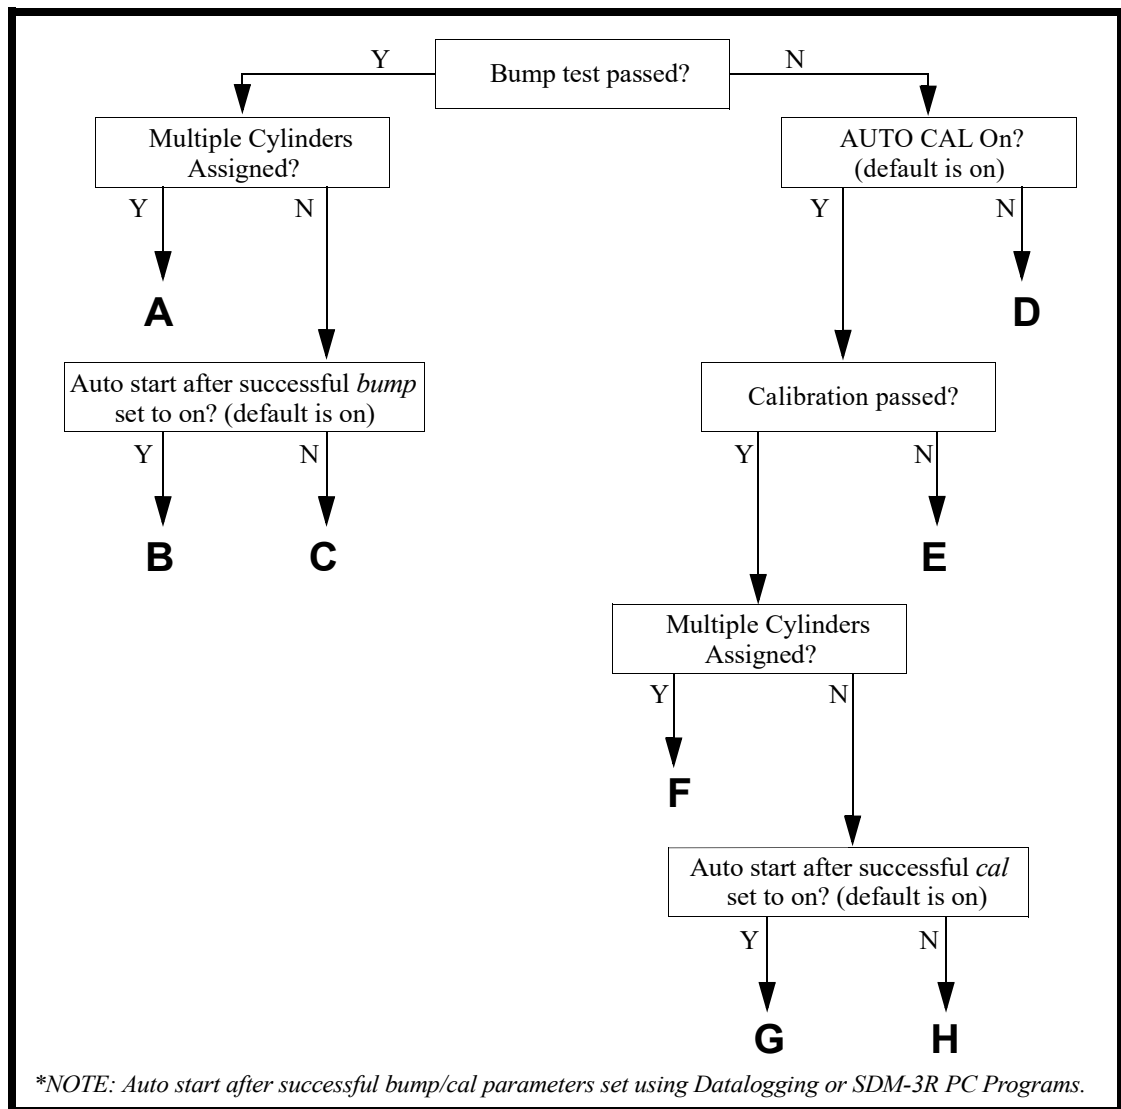 Bump test passed?
Y
N
Multiple Cylinders
Assigned?
AUTO CAL On?
(default is on)
Y
N
Y
N
A
D
Auto start after successful bump
set to on? (default is on)
Calibration passed?
Y
N
Y
N
B
C
E
Multiple Cylinders
Assigned?
Y
N
F
Auto start after successful cal
set to on? (default is on)
Y
N
G
H
*NOTE: Auto start after successful bump/cal parameters set using Datalogging or SDM-3R PC Programs.